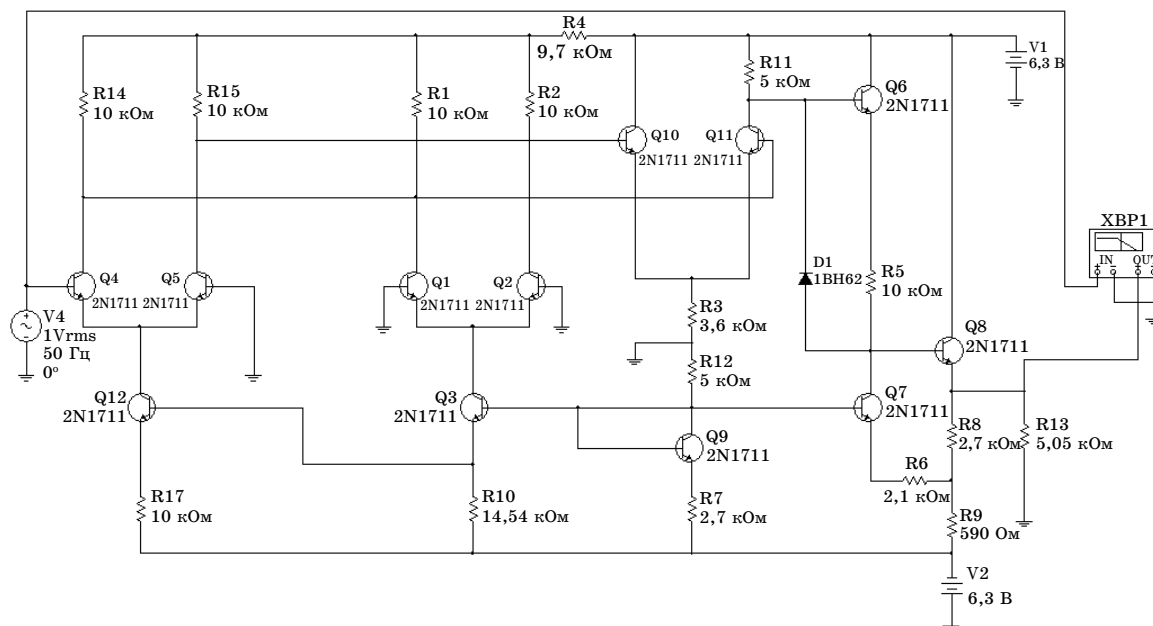 R4
9,7 кОм
V1
6,3 В
R14
10 кОм
R15
10 кОм
R1
10 кОм
R2
10 кОм
R11
5 кОм
Q6
2N1711
Q10
2N1711
Q11
2N1711
XBP1
IN
OUT
Q4
2N1711
Q5
2N1711
Q1
2N1711
Q2
2N1711
D1
1BH62
R5
10 кОм
V4
1Vrms
50 Гц
0°
R3
3,6 кОм
Q8
2N1711
R12
5 кОм
Q12
2N1711
Q3
2N1711
Q7
2N1711
R8
2,7 кОм
R13
5,05 кОм
Q9
2N1711
R6
2,1 кОм
R17
10 кОм
R10
14,54 кОм
R7
2,7 кОм
R9
590 Ом
V2
6,3 В